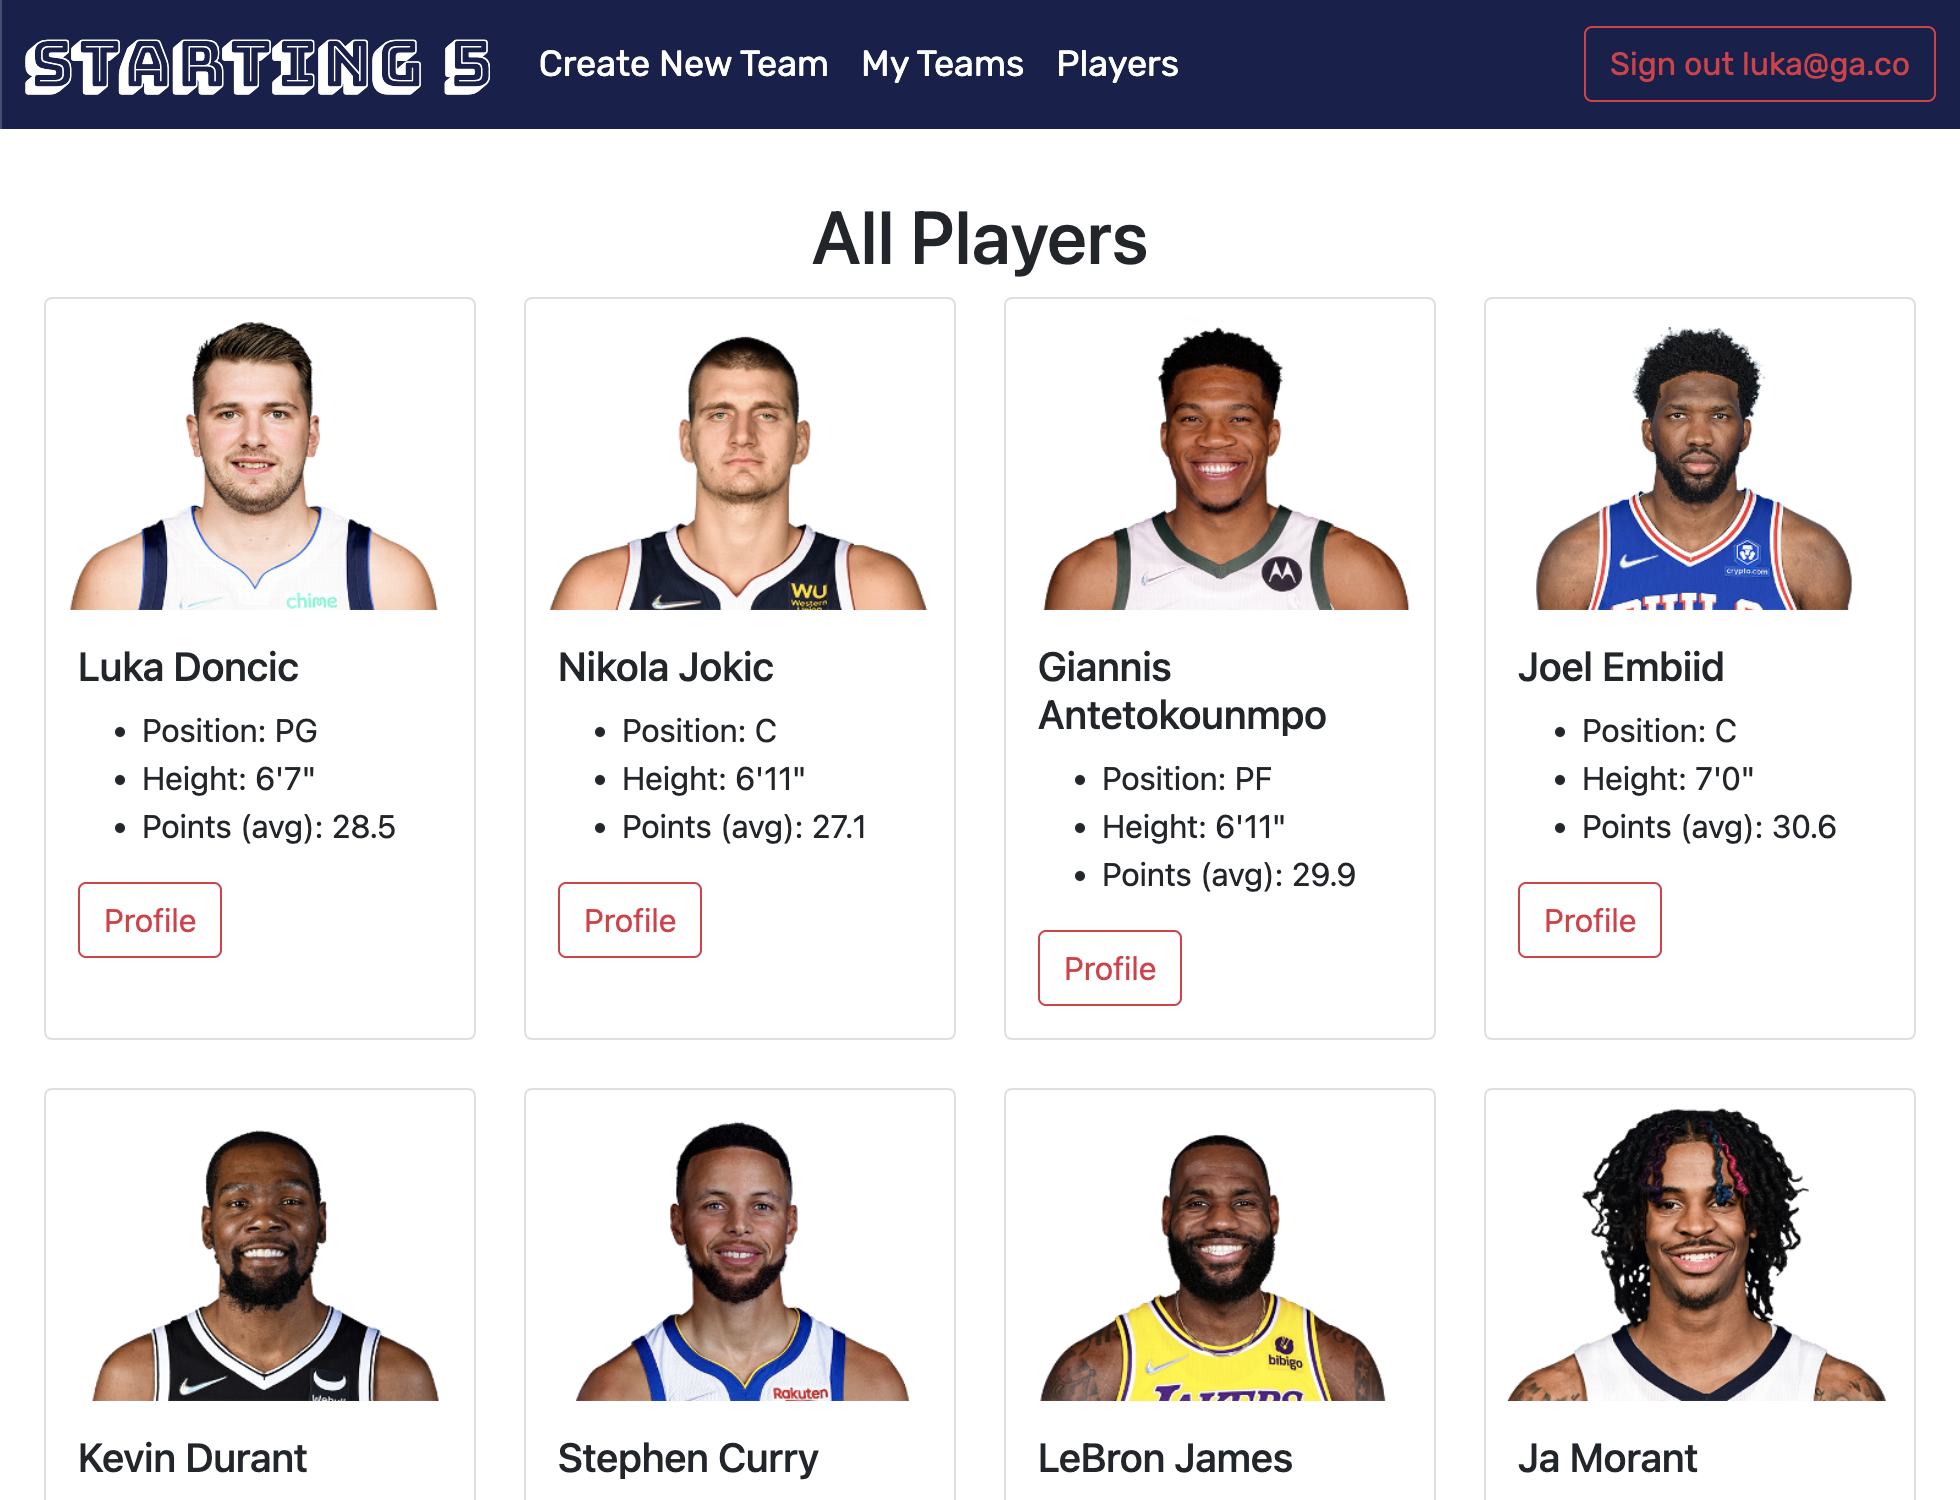 STARTING 5
Create New Team
My Teams
Players
Sign out luka@ga.co
All Players
chime
WU
Western
Union
crypto.com
Luka Doncic
Nikola Jokic
Giannis
Antetokounmpo
Joel Embiid
• Position: PG
• Height: 6'7"
• Points (avg): 28.5
Profile
• Position: C
• Height: 6'11"
• Points (avg): 27.1
Profile
• Position: PF
• Height: 6'11"
• Points (avg): 29.9
Profile
• Position: C
• Height: 7'0"
• Points (avg): 30.6
Profile
Rakuten
bibigo
LAKERS
Kevin Durant
Stephen Curry
LeBron James
Ja Morant